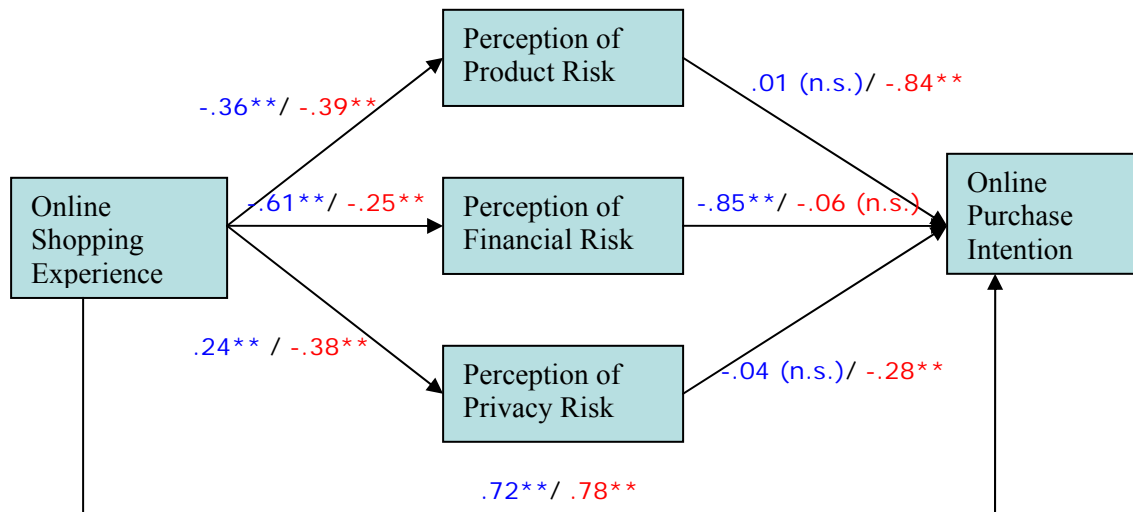 Perception of
Product Risk
.01 (n.s.)/ -.84**
-.36**/ -.39**
Online
Shopping
Experience
-.61**/ -.25**
Perception of
Financial Risk
-.85**/ -.06 (n.s.)
Online
Purchase
Intention
.24** / -.38**
Perception of
Privacy Risk
-.04 (n.s.)/ -.28**
.72**/ .78**